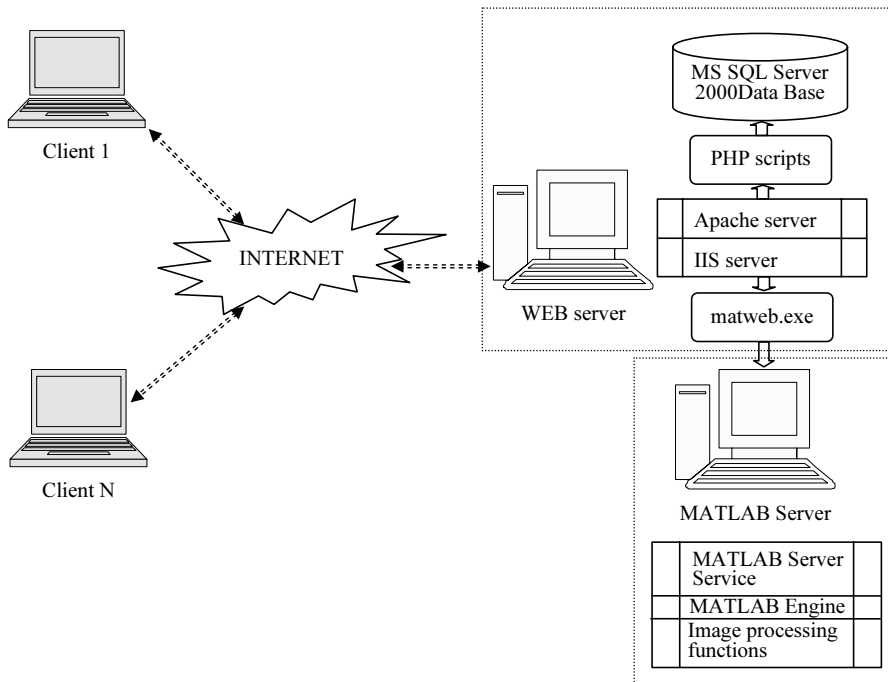 MS SQL Server
2000Data Base
PHP scripts
Client 1
Apache server
INTERNET
IIS server
WEB server
matweb.exe
Client N
MATLAB Server
MATLAB Server
Service
MATLAB Engine
Image processing
functions